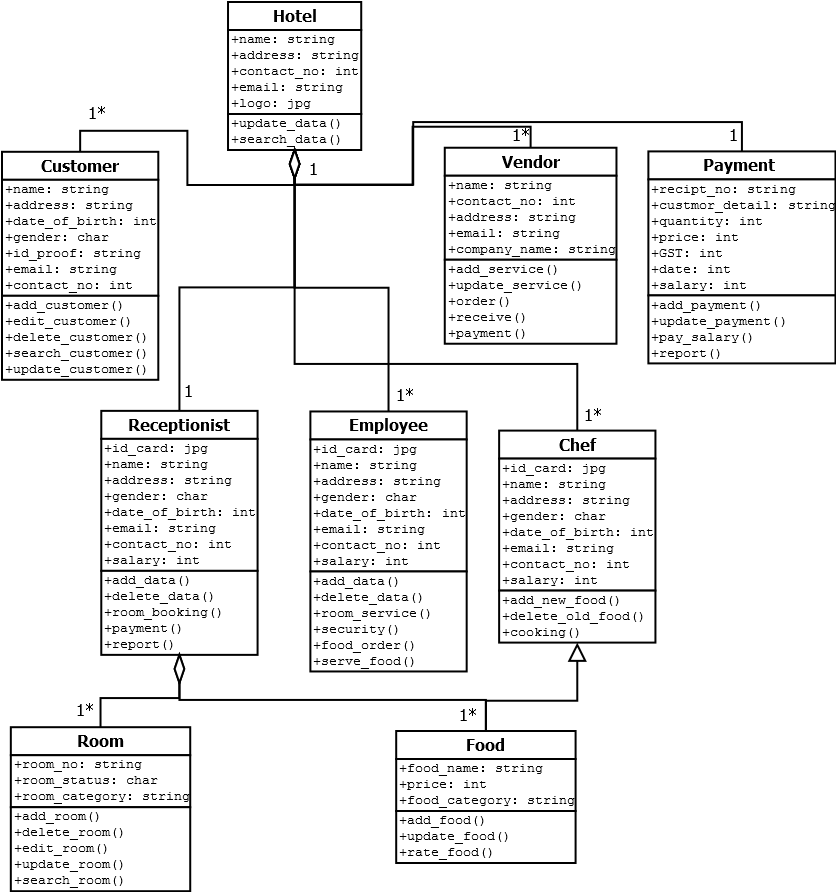 Hotel
+name: string
+address: string
+contact_no: int
+email: string
+logo: jpg
+update_data()
+search_data()
1
1*
Customer
+name: string
+address: string
+date_of_birth: int
+gender: char
+id_proof: string
+email: string
+contact_no: int
+add_customer()
+edit_customer()
+delete_customer()
+search_customer()
+update_customer()
1*
Vendor
+name: string
+contact_no: int
+address: string
+email: string
+company_name: string
+add_service()
+update_service()
+order()
+receive()
+payment()
1
Payment
+recipt_no: string
+custmor_detail: string
+quantity: int
+price: int
+GST: int
+date: int
+salary: int
+add_payment()
+update_payment()
+pay_salary()
+report()
1
Receptionist
+id_card: jpg
+name: string
+address: string
+gender: char
+date_of_birth: int
+email: string
+contact_no: int
+salary: int
+add_data()
+delete_data()
+room_booking()
+payment()
+report()
1*
Employee
+id_card: jpg
+name: string
+address: string
+gender: char
+date_of_birth: int
+email: string
+contact_no: int
+salary: int
+add_data()
+delete_data()
+room_service()
+security()
+food_order()
+serve_food()
1*
Chef
+id_card: jpg
+name: string
+address: string
+gender: char
+date_of_birth: int
+email: string
+contact_no: int
+salary: int
+add_new_food()
+delete_old_food()
+cooking()
1*
Room
+room_no: string
+room_status: char
+room_category: string
+add_room()
+delete_room()
+edit_room()
+update_room()
+search_room()
1*
Food
+food_name: string
+price: int
+food_category: string
+add_food()
+update_food()
+rate_food()